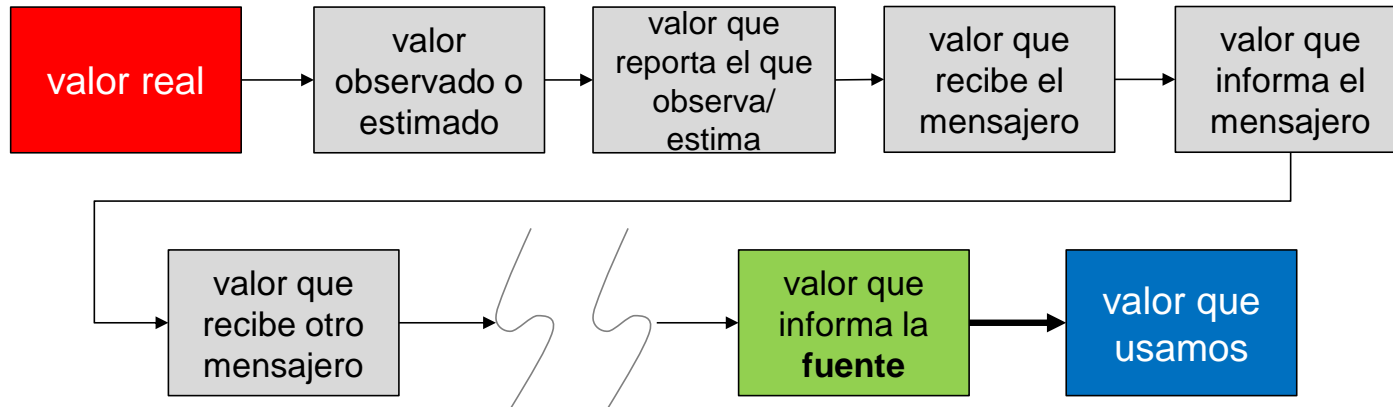 valor real
valor
observado o
estimado
valor que
reporta el que
observa/
estima
valor que
recibe el
mensajero
valor que
informa el
mensajero
valor que
recibe otro
mensajero
valor que
informa la
fuente
valor que
usamos